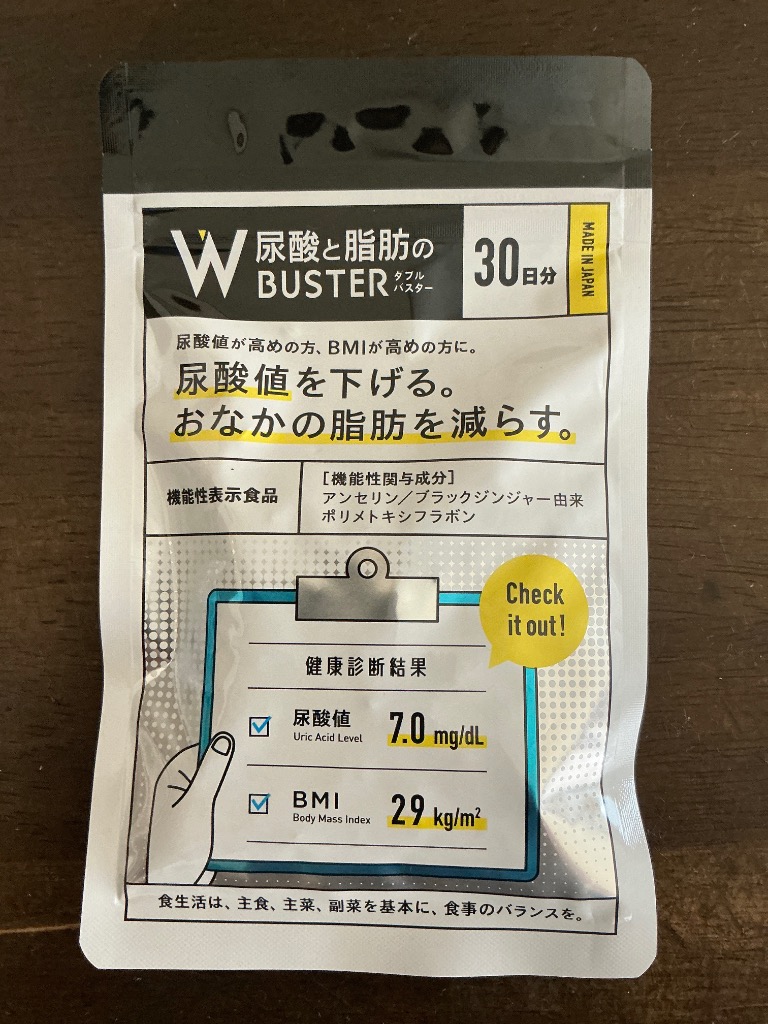 W 尿酸と脂肪の
BUSTER ダブル
バスター
30日分
MADE IN JAPAN
尿酸値が高めの方、BMIが高めの方に。
尿酸値を下げる。
おなかの脂肪を減らす。
機能性表示食品
[機能性関与成分]
アンセリン／ブラックジンジャー由来
ポリメトキシフラボン
Check
it out!
健康診断結果
尿酸値 7.0 mg/dL
Uric Acid Level
BMI 29 kg/m²
Body Mass Index
食生活は、主食、主菜、副菜を基本に、食事のバランスを。